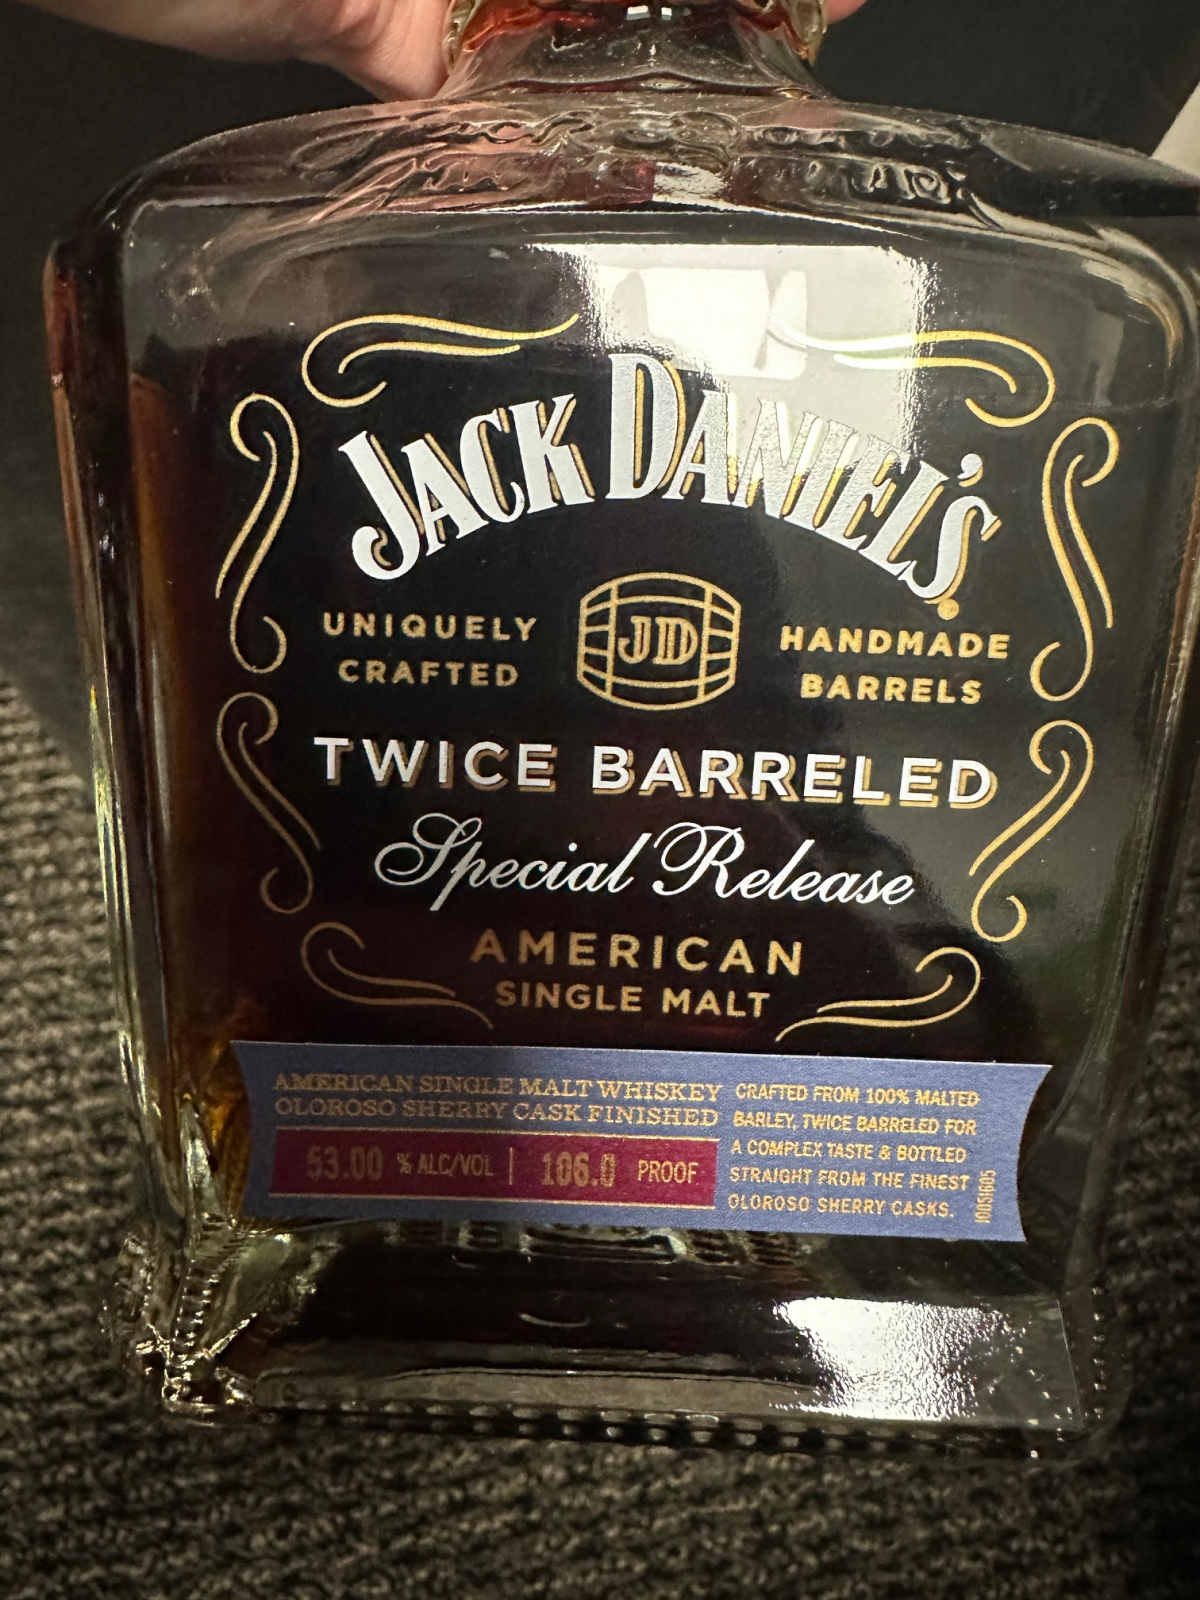 JACK DANIEL'S
UNIQUELY
CRAFTED
JD
HANDMADE
BARRELS
TWICE BARRELED
Special Release
AMERICAN
SINGLE MALT
AMERICAN SINGLE MALT WHISKEY
OLOROSO SHERRY CASK FINISHED
53.00 % ALC/VOL | 106.0 PROOF
CRAFTED FROM 100% MALTED
BARLEY, TWICE BARRELED FOR
A COMPLEX TASTE & BOTTLED
STRAIGHT FROM THE FINEST
OLOROSO SHERRY CASKS.